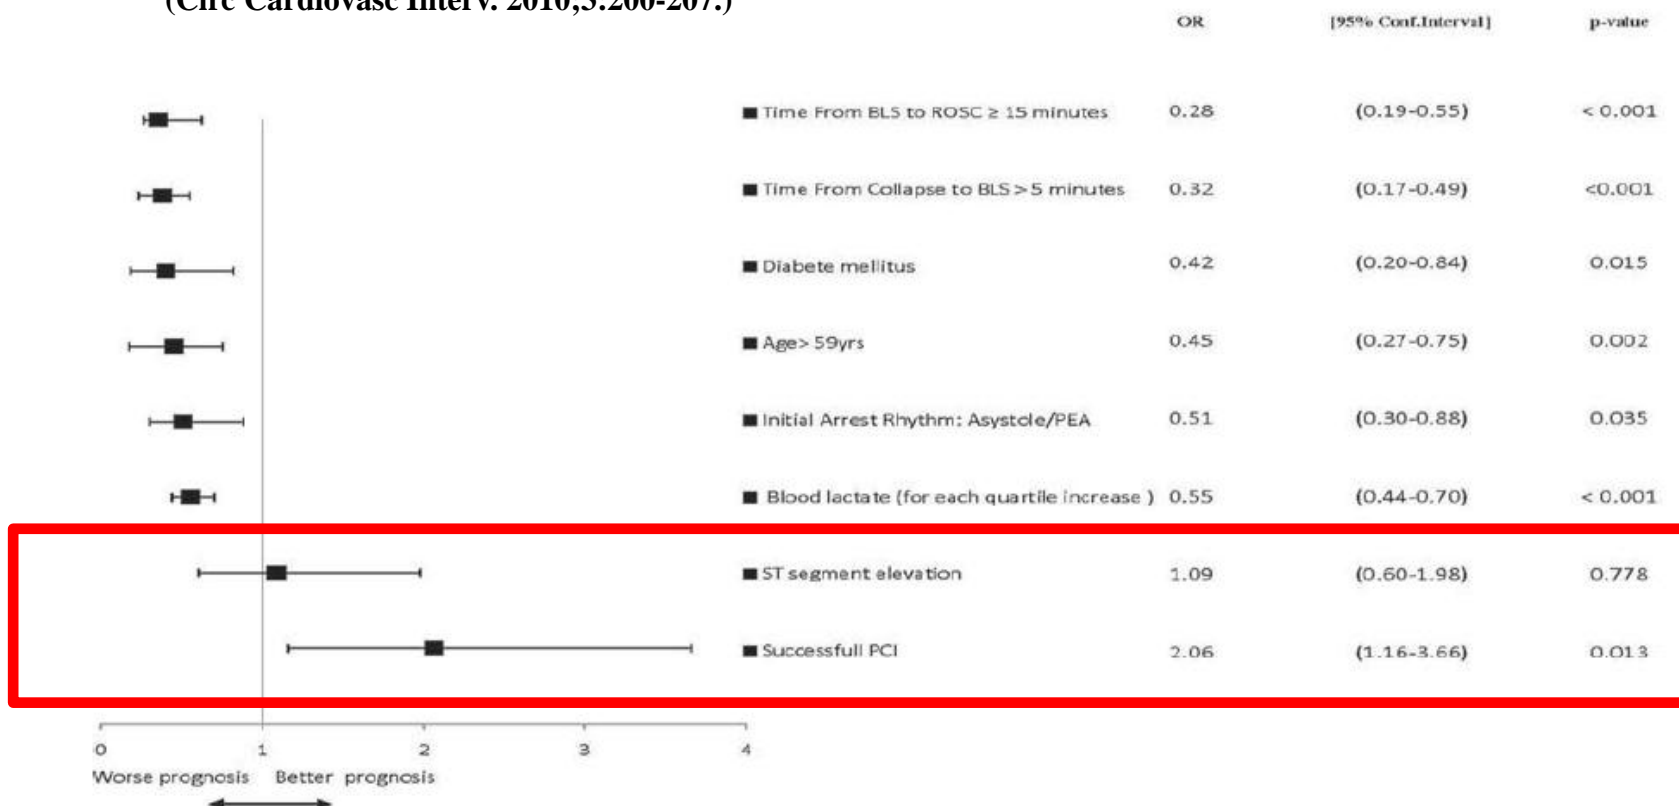 (Circ Cardiovasc Interv. 2010;3:200-207.)
OR [95% Conf.Interval] p-value
Time From BLS to ROSC ≥ 15 minutes 0.28 (0.19-0.55) < 0.001
Time From Collapse to BLS > 5 minutes 0.32 (0.17-0.49) <0.001
Diabete mellitus 0.42 (0.20-0.84) 0.015
Age> 59yrs 0.45 (0.27-0.75) 0.002
Initial Arrest Rhythm: Asystole/PEA 0.51 (0.30-0.88) 0.035
Blood lactate (for each quartile increase ) 0.55 (0.44-0.70) < 0.001
ST segment elevation 1.09 (0.60-1.98) 0.778
Successfull PCI 2.06 (1.16-3.66) 0.013
0 1 2 3 4
Worse prognosis Better prognosis